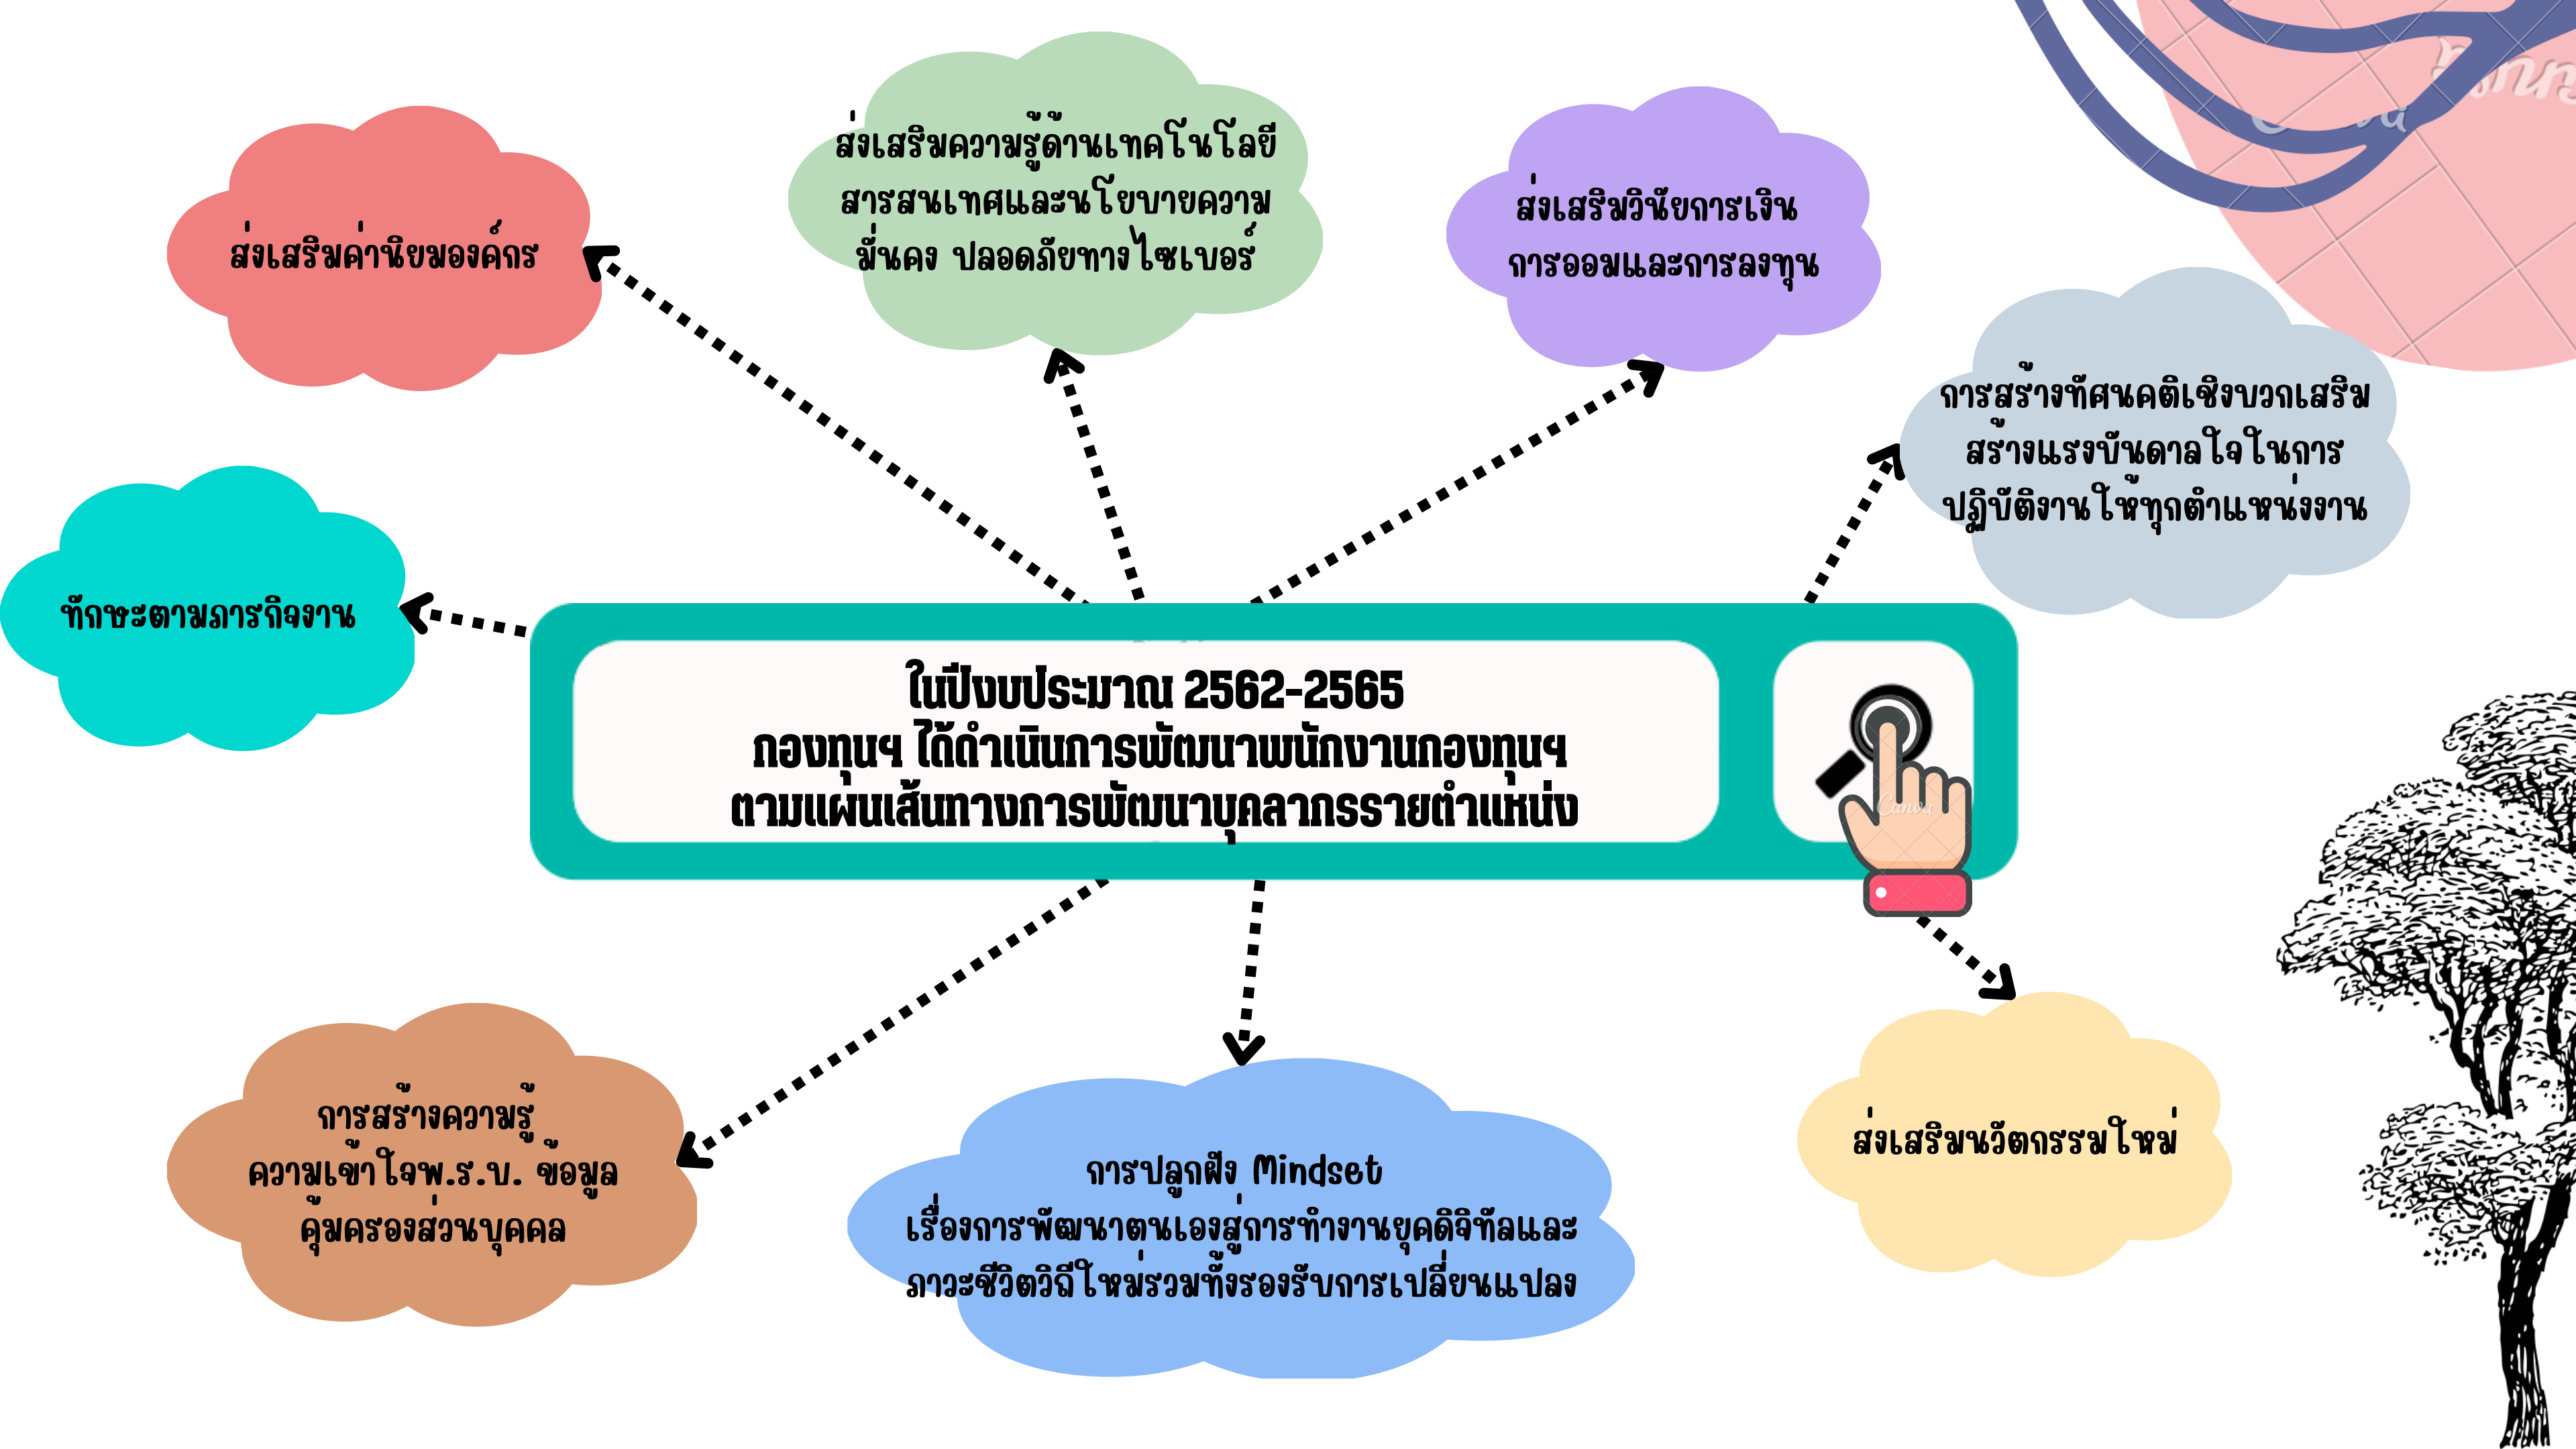 ส่งเสริมค่านิยมองค์กร
ส่งเสริมความรู้ด้านเทคโนโลยี
สารสนเทศและนโยบายความ
มั่นคง ปลอดภัยทางไซเบอร์
ส่งเสริมวินัยการเงิน
การออมและการลงทุน
การสร้างทัศนคติเชิงบวกเสริม
สร้างแรงบันดาลใจในการ
ปฏิบัติงานให้ทุกตำแหน่งงาน
ทักษะตามภารกิจงาน
ในปีงบประมาณ 2562-2565
กองทุนฯ ได้ดำเนินการพัฒนาพนักงานกองทุนฯ
ตามแผนเส้นทางการพัฒนาบุคลากรรายตำแหน่ง
Canva
การสร้างความรู้
ความเข้าใจพ.ร.บ. ข้อมูล
คุ้มครองส่วนบุคคล
การปลูกฝัง Mindset
เรื่องการพัฒนาตนเองสู่การทำงานยุคดิจิทัลและ
ภาวะชีวิตวิถีใหม่รวมทั้งรองรับการเปลี่ยนแปลง
ส่งเสริมนวัตกรรมใหม่